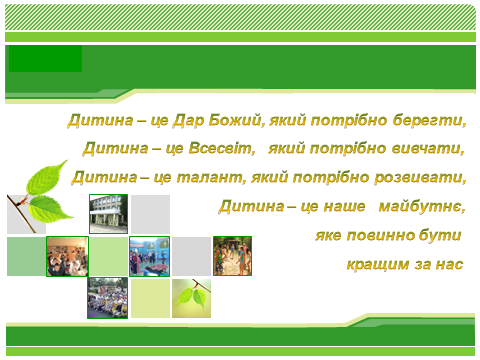 Дитина – це Дар Божий, який потрібно берегти,
Дитина – це Всесвіт, який потрібно вивчати,
Дитина – це талант, який потрібно розвивати,
Дитина – це наше майбутнє,
яке повинно бути
кращим за нас